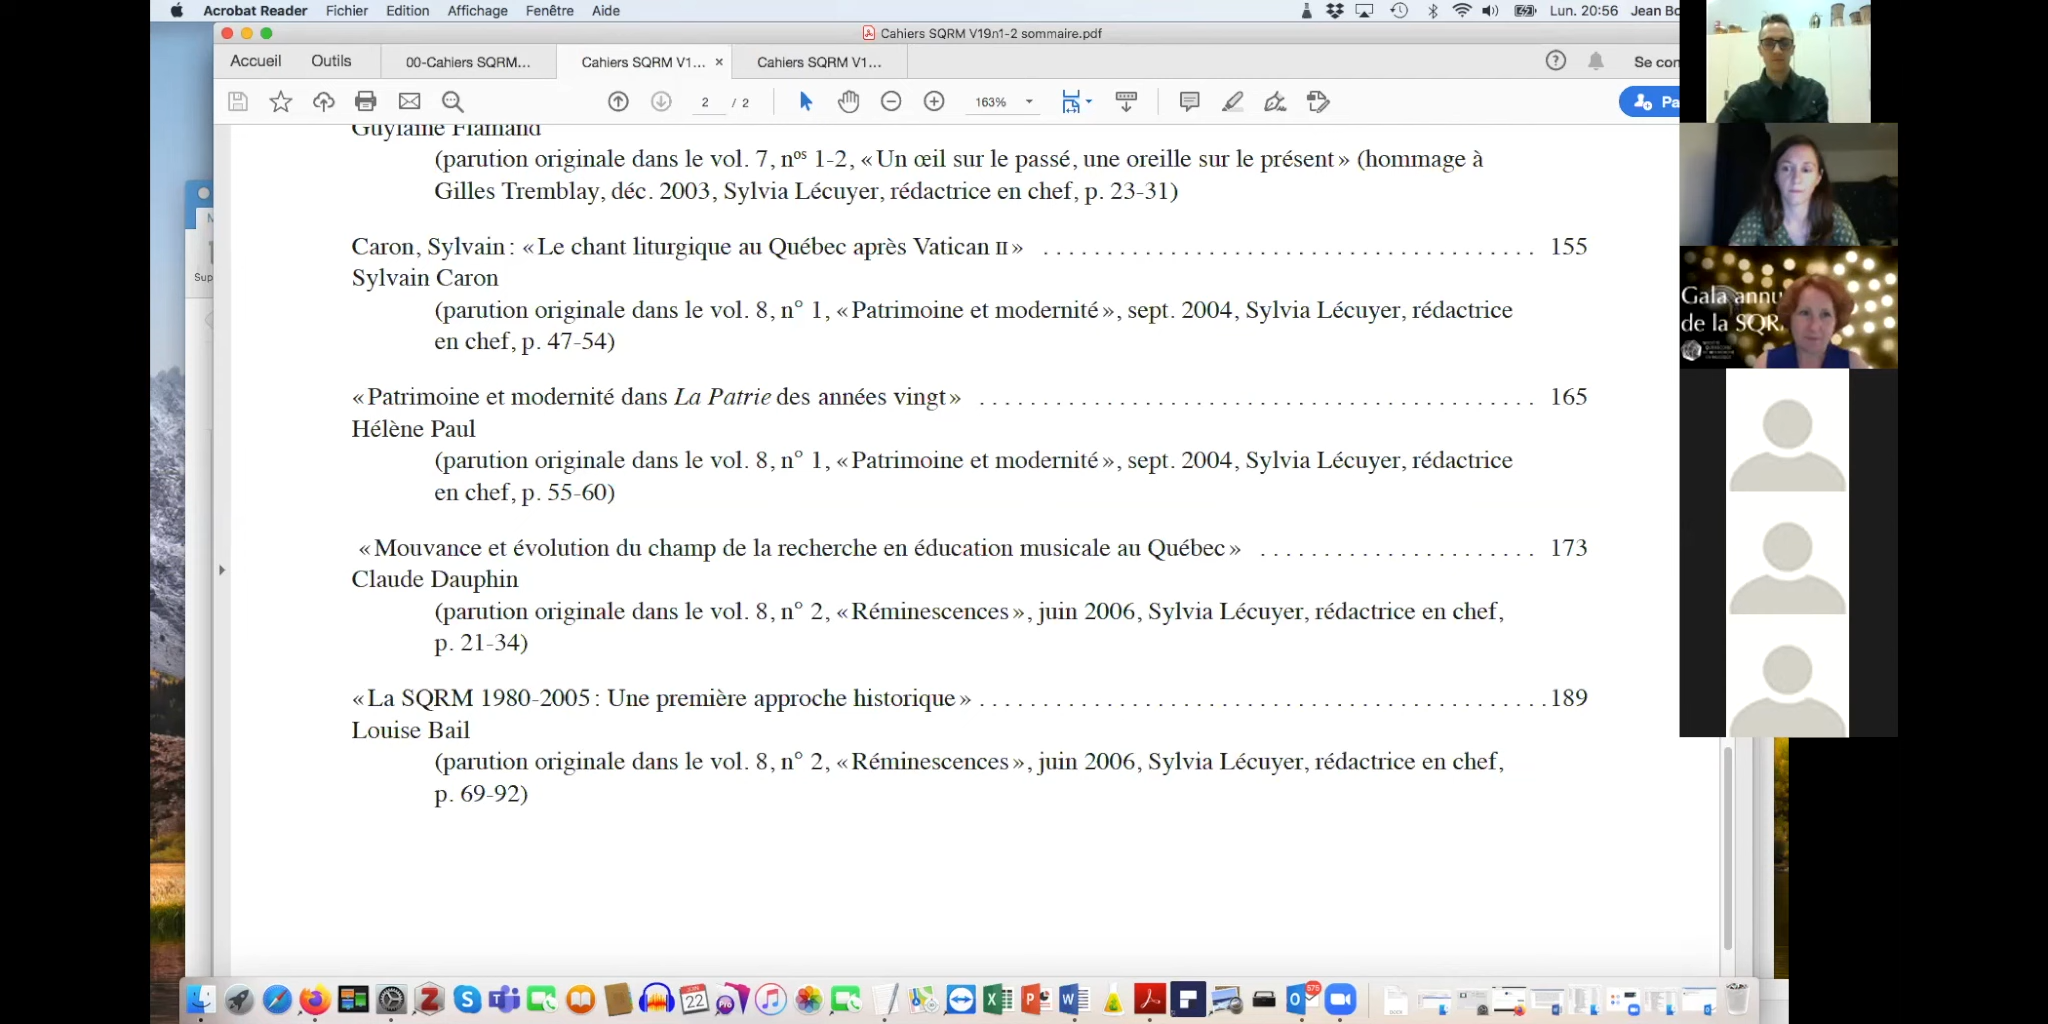 Acrobat Reader Fichier Edition Affichage Fenêtre Aide
Lun. 20:56 Jean Bo
Cahiers SQRM V19n1-2 sommaire.pdf
Accueil Outils 00-Cahiers SQRM... Cahiers SQRM V1... × Cahiers SQRM V1...
Se con
2 / 2 163% Pa
Guylaine Flamand
(parution originale dans le vol. 7, nos 1-2, « Un œil sur le passé, une oreille sur le présent » (hommage à
Gilles Tremblay, déc. 2003, Sylvia Lécuyer, rédactrice en chef, p. 23-31)
Caron, Sylvain : « Le chant liturgique au Québec après Vatican II » 155
Sylvain Caron
(parution originale dans le vol. 8, n° 1, « Patrimoine et modernité », sept. 2004, Sylvia Lécuyer, rédactrice
en chef, p. 47-54)
« Patrimoine et modernité dans La Patrie des années vingt » 165
Hélène Paul
(parution originale dans le vol. 8, n° 1, « Patrimoine et modernité », sept. 2004, Sylvia Lécuyer, rédactrice
en chef, p. 55-60)
« Mouvance et évolution du champ de la recherche en éducation musicale au Québec » 173
Claude Dauphin
(parution originale dans le vol. 8, n° 2, « Réminescences », juin 2006, Sylvia Lécuyer, rédactrice en chef,
p. 21-34)
« La SQRM 1980-2005 : Une première approche historique » 189
Louise Bail
(parution originale dans le vol. 8, n° 2, « Réminescences », juin 2006, Sylvia Lécuyer, rédactrice en chef,
p. 69-92)
Gala annu
de la SQR
Sup
22